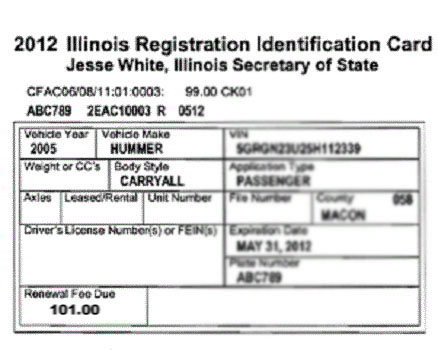 2012 Illinois Registration Identification Card
Jesse White, Illinois Secretary of State
CFAC06/08/11:01:0003: 99.00 CK01
ABC789 2EAC10003 R 0512
Vehicle Year Vehicle Make VIN
2005 HUMMER 5GRGN23U25H112339
Weight or CC's Body Style Application Type
CARRYALL PASSENGER
Axles Leased/Rental Unit Number File Number County 058
MACON
Driver's License Number(s) or FEIN(s) Expiration Date
MAY 31, 2012
Plate Number
ABC789
Renewal Fee Due
101.00